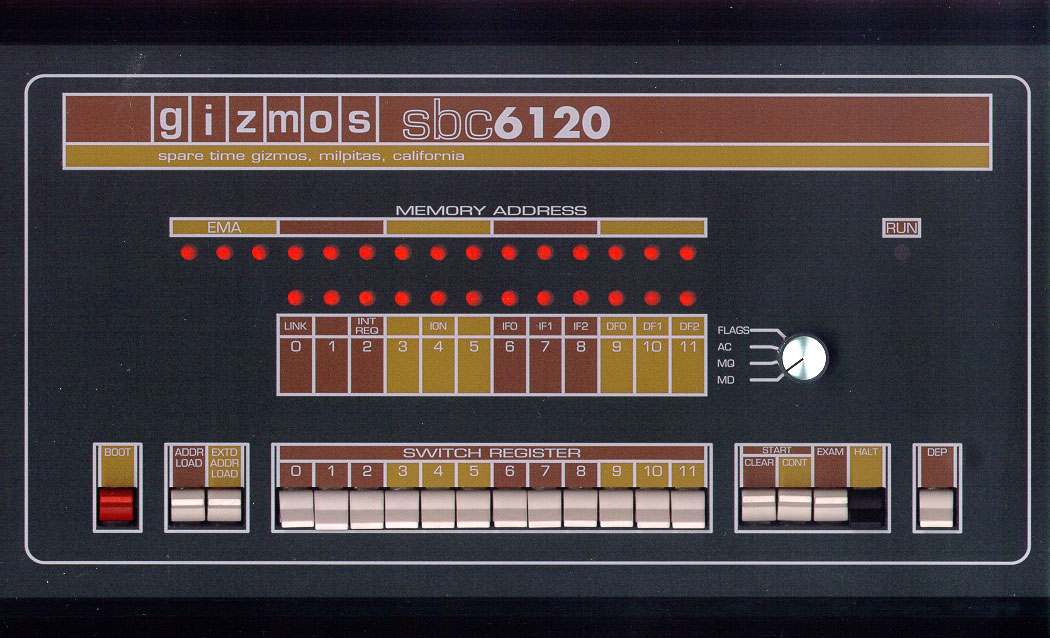 gizmos sbc6120
spare time gizmos, milpitas, california
MEMORY ADDRESS
EMA
RUN
LINK INT REQ ION IF0 IF1 IF2 DF0 DF1 DF2
0 1 2 3 4 5 6 7 8 9 10 11
FLAGS
AC
MQ
MD
BOOT
ADDR LOAD
EXTD ADDR LOAD
SWITCH REGISTER
0 1 2 3 4 5 6 7 8 9 10 11
START
CLEAR CONT
EXAM
HALT
DEP